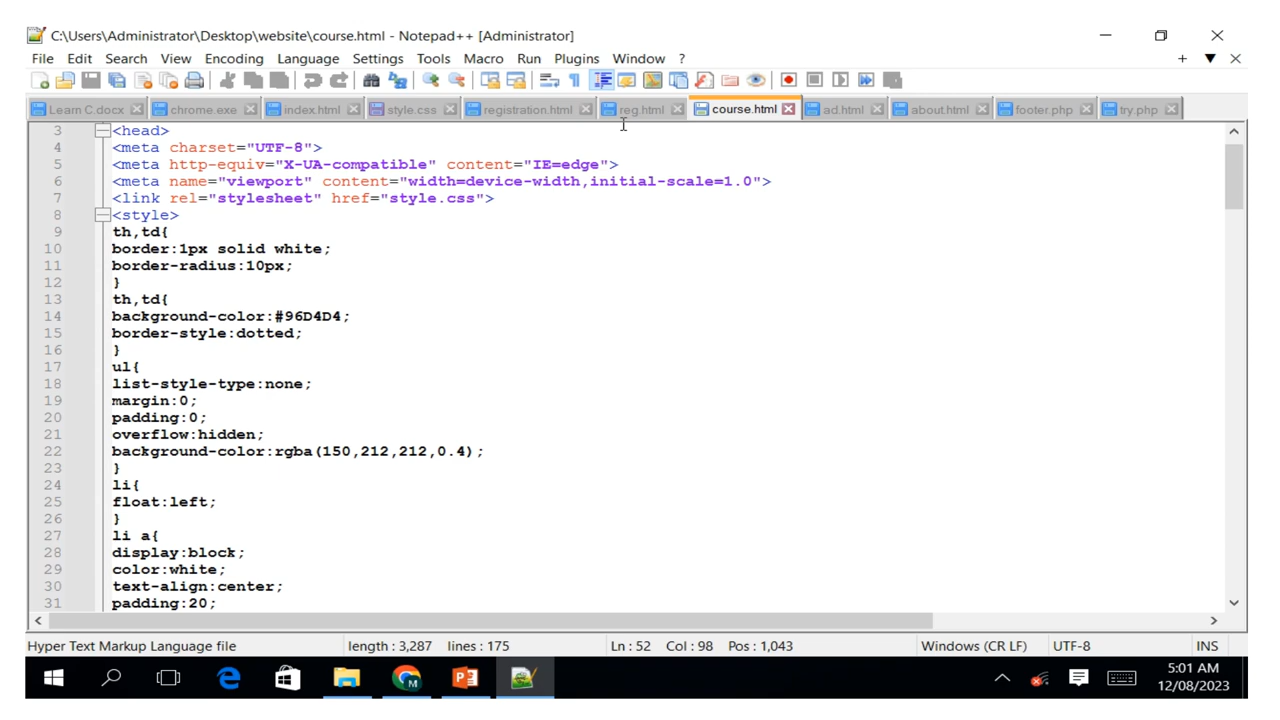 C:\Users\Administrator\Desktop\website\course.html - Notepad++ [Administrator]
File Edit Search View Encoding Language Settings Tools Macro Run Plugins Window ?
Learn C.docx chrome.exe index.html style.css registration.html reg.html course.html ad.html about.html footer.php try.php
3 <head>
4 <meta charset="UTF-8">
5 <meta http-equiv="X-UA-compatible" content="IE=edge">
6 <meta name="viewport" content="width=device-width,initial-scale=1.0">
7 <link rel="stylesheet" href="style.css">
8 <style>
9 th,td{
10 border:1px solid white;
11 border-radius:10px;
12 }
13 th,td{
14 background-color:#96D4D4;
15 border-style:dotted;
16 }
17 ul{
18 list-style-type:none;
19 margin:0;
20 padding:0;
21 overflow:hidden;
22 background-color:rgba(150,212,212,0.4);
23 }
24 li{
25 float:left;
26 }
27 li a{
28 display:block;
29 color:white;
30 text-align:center;
31 padding:20;
Hyper Text Markup Language file length : 3,287 lines : 175 Ln : 52 Col : 98 Pos : 1,043 Windows (CR LF) UTF-8 INS
5:01 AM
12/08/2023